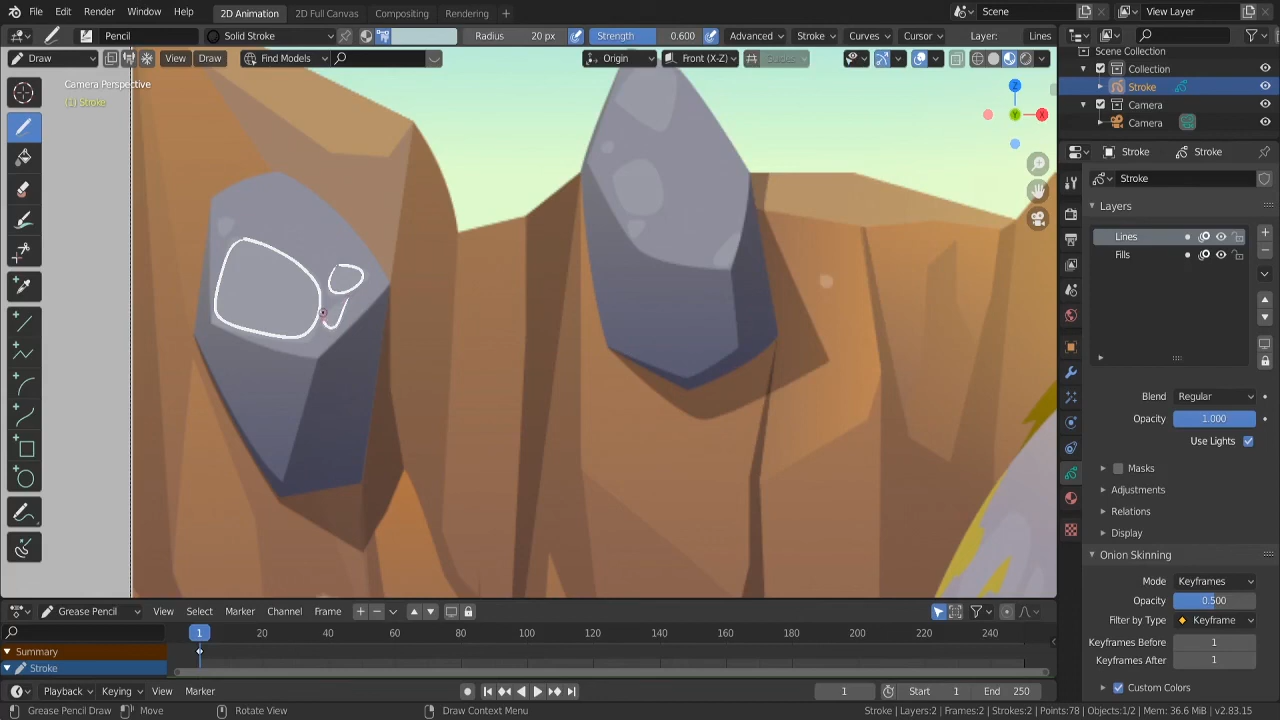 File Edit Render Window Help 2D Animation 2D Full Canvas Compositing Rendering + Scene View Layer
Pencil Solid Stroke Radius 20 px Strength 0.600 Advanced Stroke Curves Cursor Layer: Lines
Draw View Draw Find Models Origin Front (X-Z) Guides
Camera Perspective
(1) Stroke
Z
Y
X
Scene Collection
Collection
Stroke
Camera
Camera
Stroke Stroke
Stroke
Layers
Lines
Fills
Blend Regular
Opacity 1.000
Use Lights
Masks
Adjustments
Relations
Display
Onion Skinning
Mode Keyframes
Opacity 0.500
Filter by Type Keyframe
Keyframes Before 1
Keyframes After 1
Custom Colors
Grease Pencil View Select Marker Channel Frame
1 20 40 60 80 100 120 140 160 180 200 220 240
Summary
Stroke
Playback Keying View Marker 1 Start 1 End 250
Grease Pencil Draw Move Rotate View Draw Context Menu Stroke | Layers:2 | Frames:2 | Strokes:2 | Points:78 | Objects:1/2 | Mem: 36.6 MiB | v2.83.15